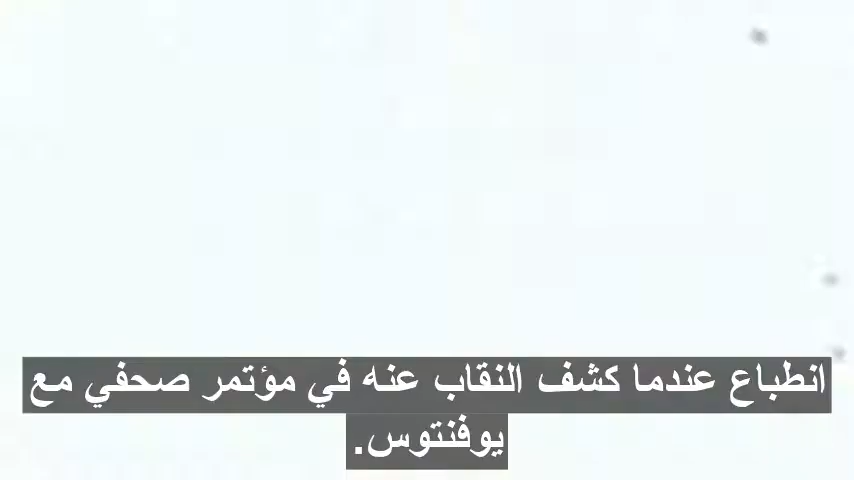 انطباع عندما كشف النقاب عنه في مؤتمر صحفي مع
يوفنتوس.